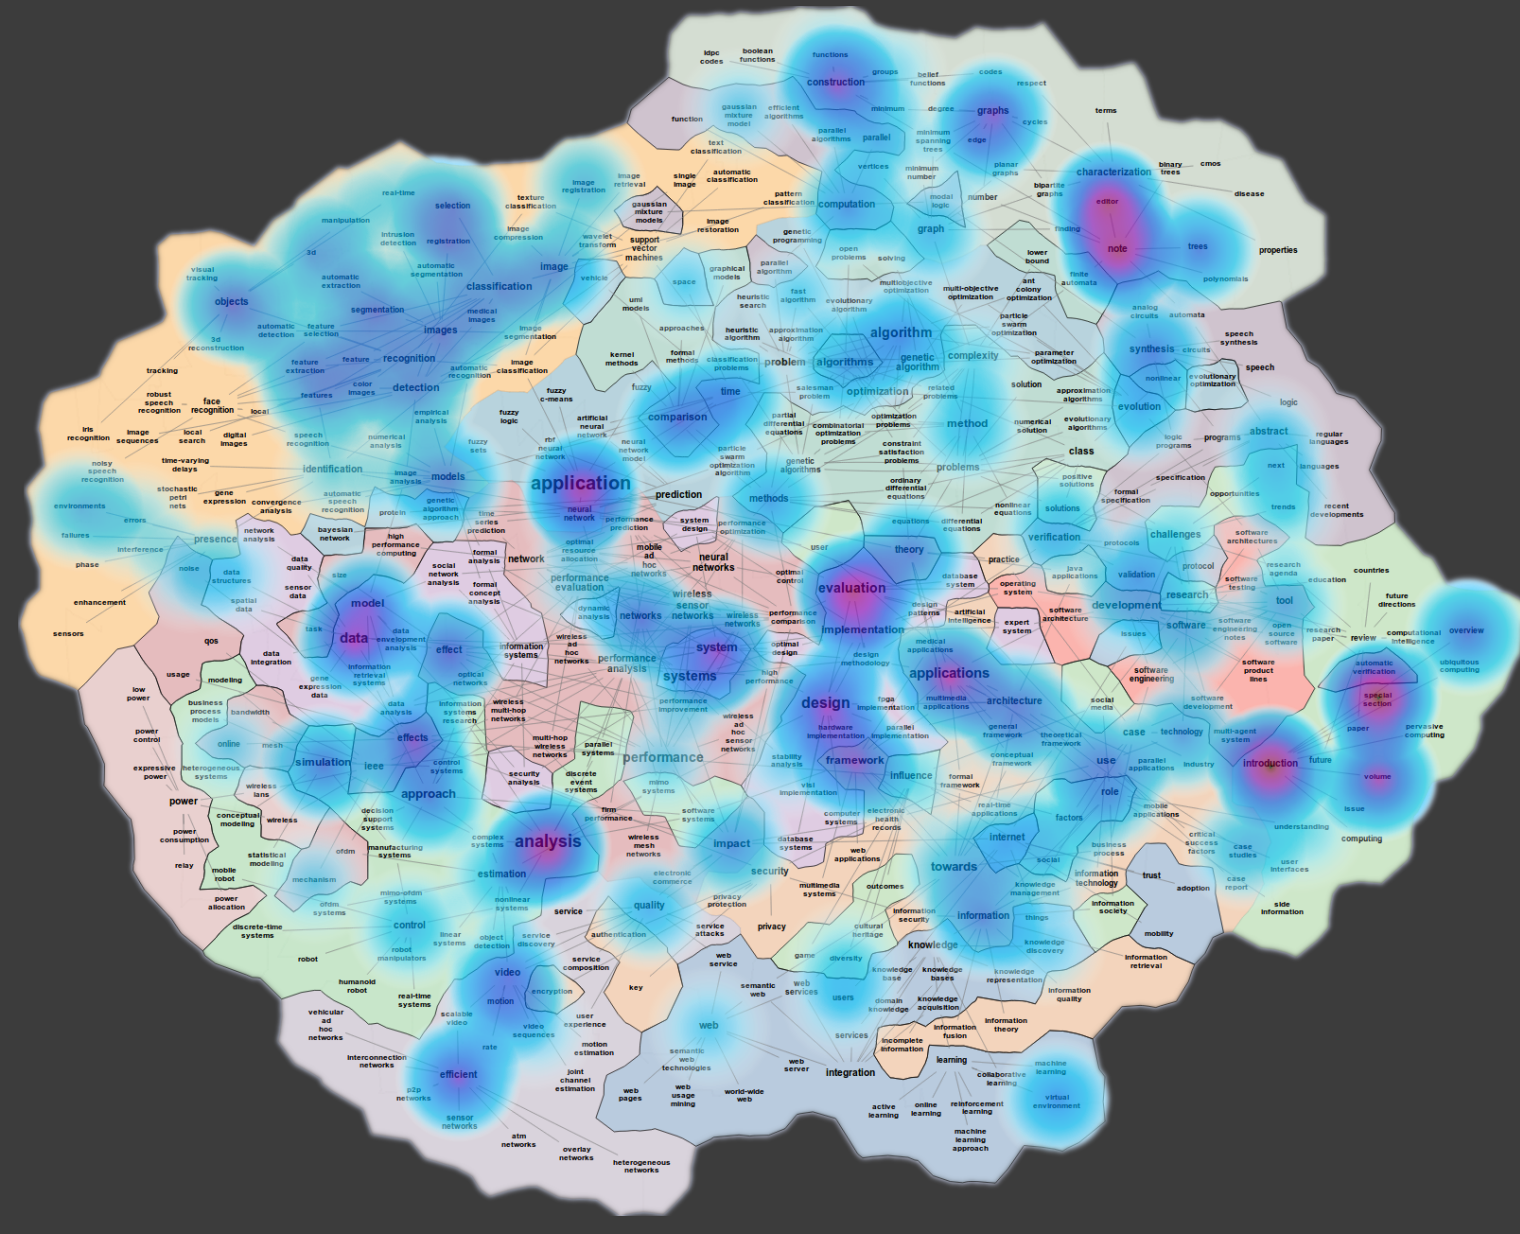 ldpc
codes
boolean
functions
functions
construction
groups
belief
functions
codes
respect
gaussian
mixture
model
efficient
algorithms
minimum
degree
graphs
cycles
terms
function
parallel
algorithms
parallel
minimum
spanning
trees
edge
text
classification
vertices
minimum
number
planar
graphs
characterization
binary
trees
cmos
real-time
image
registration
image
retrieval
single
image
automatic
classification
pattern
classification
computation
modal
logic
number
bipartite
graphs
editor
disease
selection
texture
classification
gaussian
mixture
models
image
restoration
manipulation
intrusion
detection
registration
image
compression
wavelet
transform
support
vector
machines
genetic
programming
graph
finding
note
trees
properties
3d
open
problems
solving
lower
bound
visual
tracking
automatic
extraction
automatic
segmentation
image
vehicle
graphical
models
parallel
algorithm
finite
automata
polynomials
objects
classification
space
multiobjective
optimization
multi-objective
optimization
ant
colony
optimization
segmentation
medical
images
umi
models
heuristic
search
fast
algorithm
evolutionary
algorithm
analog
circuits
automata
automatic
detection
feature
selection
images
image
segmentation
approaches
heuristic
algorithm
approximation
algorithm
algorithm
particle
swarm
optimization
speech
synthesis
3d
reconstruction
feature
extraction
feature
recognition
image
classification
kernel
methods
formal
methods
classification
problems
problem
algorithms
genetic
algorithm
complexity
parameter
optimization
synthesis
circuits
speech
tracking
automatic
recognition
detection
color
images
features
fuzzy
c-means
fuzzy
time
salesman
problem
optimization
related
problems
solution
approximation
algorithms
nonlinear
evolutionary
optimization
robust
speech
recognition
face
recognition
local
empirical
analysis
fuzzy
logic
artificial
neural
network
comparison
partial
differential
equations
combinatorial
optimization
problems
optimization
problems
method
numerical
solution
evolutionary
algorithms
evolution
logic
iris
recognition
image
sequences
local
search
digital
images
speech
recognition
numerical
analysis
fuzzy
sets
rbf
neural
network
neural
network
model
particle
swarm
optimization
algorithm
constraint
satisfaction
problems
class
logic
programs
programs
abstract
regular
languages
noisy
speech
recognition
time-varying
delays
identification
image
analysis
models
application
genetic
algorithms
problems
positive
solutions
specification
next
languages
environments
stochastic
petri
nets
gene
expression
convergence
analysis
automatic
speech
recognition
protein
genetic
algorithm
approach
neural
network
prediction
methods
ordinary
differential
equations
formal
specification
opportunities
trends
recent
developments
errors
time
series
prediction
performance
prediction
system
design
performance
optimization
equations
differential
equations
nonlinear
equations
solutions
failures
interference
presence
network
analysis
bayesian
network
high
performance
computing
formal
analysis
network
optimal
resource
allocation
mobile
ad
hoc
networks
neural
networks
user
theory
practice
verification
protocols
challenges
software
architectures
phase
noise
data
structures
data
quality
size
social
network
analysis
formal
concept
analysis
performance
evaluation
wireless
sensor
networks
optimal
control
evaluation
database
system
operating
system
java
applications
validation
protocol
research
agenda
software
testing
education
countries
enhancement
spatial
data
sensor
data
model
dynamic
analysis
networks
wireless
networks
performance
comparison
design
patterns
artificial
intelligence
expert
system
software
architecture
development
research
tool
future
directions
sensors
qos
task
data
data
envelopment
analysis
effect
information
systems
wireless
ad
hoc
networks
system
optimal
design
implementation
medical
applications
issues
software
software
engineering
notes
open
source
software
research
paper
review
computational
intelligence
overview
data
integration
information
retrieval
systems
performance
analysis
design
methodology
usage
modeling
gene
expression
data
optical
networks
systems
high
performance
applications
software
engineering
software
product
lines
automatic
verification
ubiquitous
computing
low
power
business
process
models
bandwidth
data
analysis
information
systems
research
wireless
multi-hop
networks
performance
improvement
design
fpga
implementation
multimedia
applications
architecture
social
media
software
development
special
section
power
control
online
mesh
effects
multi-hop
wireless
networks
parallel
systems
wireless
ad
hoc
sensor
networks
hardware
implementation
parallel
implementation
general
framework
theoretical
framework
case
technology
multi-agent
system
paper
pervasive
computing
expressive
power
heterogeneous
systems
simulation
ieee
control
systems
security
analysis
discrete
event
systems
performance
stability
analysis
framework
influence
conceptual
framework
use
parallel
applications
industry
introduction
future
volume
power
wireless
lans
approach
mimo
systems
vlsi
implementation
formal
framework
role
conceptual
modeling
wireless
decision
support
systems
firm
performance
software
systems
computer
systems
electronic
health
records
real-time
applications
factors
mobile
applications
issue
understanding
power
consumption
complex
systems
analysis
wireless
mesh
networks
impact
database
systems
internet
critical
success
factors
computing
relay
statistical
modeling
ofdm
manufacturing
systems
web
applications
social
business
process
case
studies
mobile
robot
mechanism
estimation
electronic
commerce
security
towards
information
technology
trust
user
interfaces
power
allocation
mimo-ofdm
systems
nonlinear
systems
multimedia
systems
outcomes
knowledge
management
adoption
case
report
ofdm
systems
service
quality
privacy
protection
information
security
information
things
information
society
side
information
discrete-time
systems
control
linear
systems
object
detection
service
discovery
authentication
service
attacks
privacy
cultural
heritage
mobility
robot
robot
manipulators
service
composition
web
service
game
diversity
knowledge
knowledge
discovery
information
retrieval
humanoid
robot
video
encryption
key
semantic
web
web
services
knowledge
base
knowledge
bases
knowledge
representation
information
quality
real-time
systems
motion
users
domain
knowledge
knowledge
acquisition
vehicular
ad
hoc
networks
scalable
video
video
sequences
user
experience
web
services
information
fusion
information
theory
interconnection
networks
rate
motion
estimation
semantic
web
technologies
web
server
incomplete
information
efficient
joint
channel
estimation
integration
learning
machine
learning
p2p
networks
web
pages
web
usage
mining
world-wide
web
collaborative
learning
sensor
networks
active
learning
online
learning
reinforcement
learning
virtual
environment
atm
networks
overlay
networks
machine
learning
approach
heterogeneous
networks